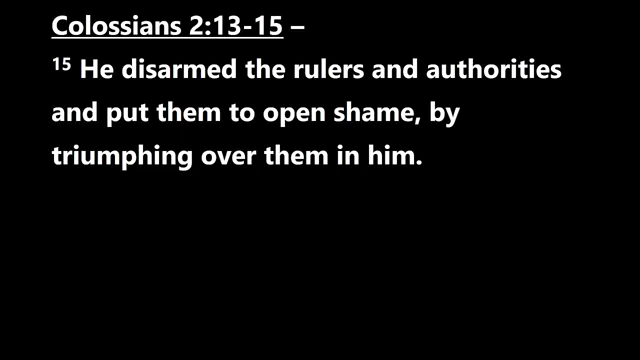 Colossians 2:13-15 –
15 He disarmed the rulers and authorities
and put them to open shame, by
triumphing over them in him.